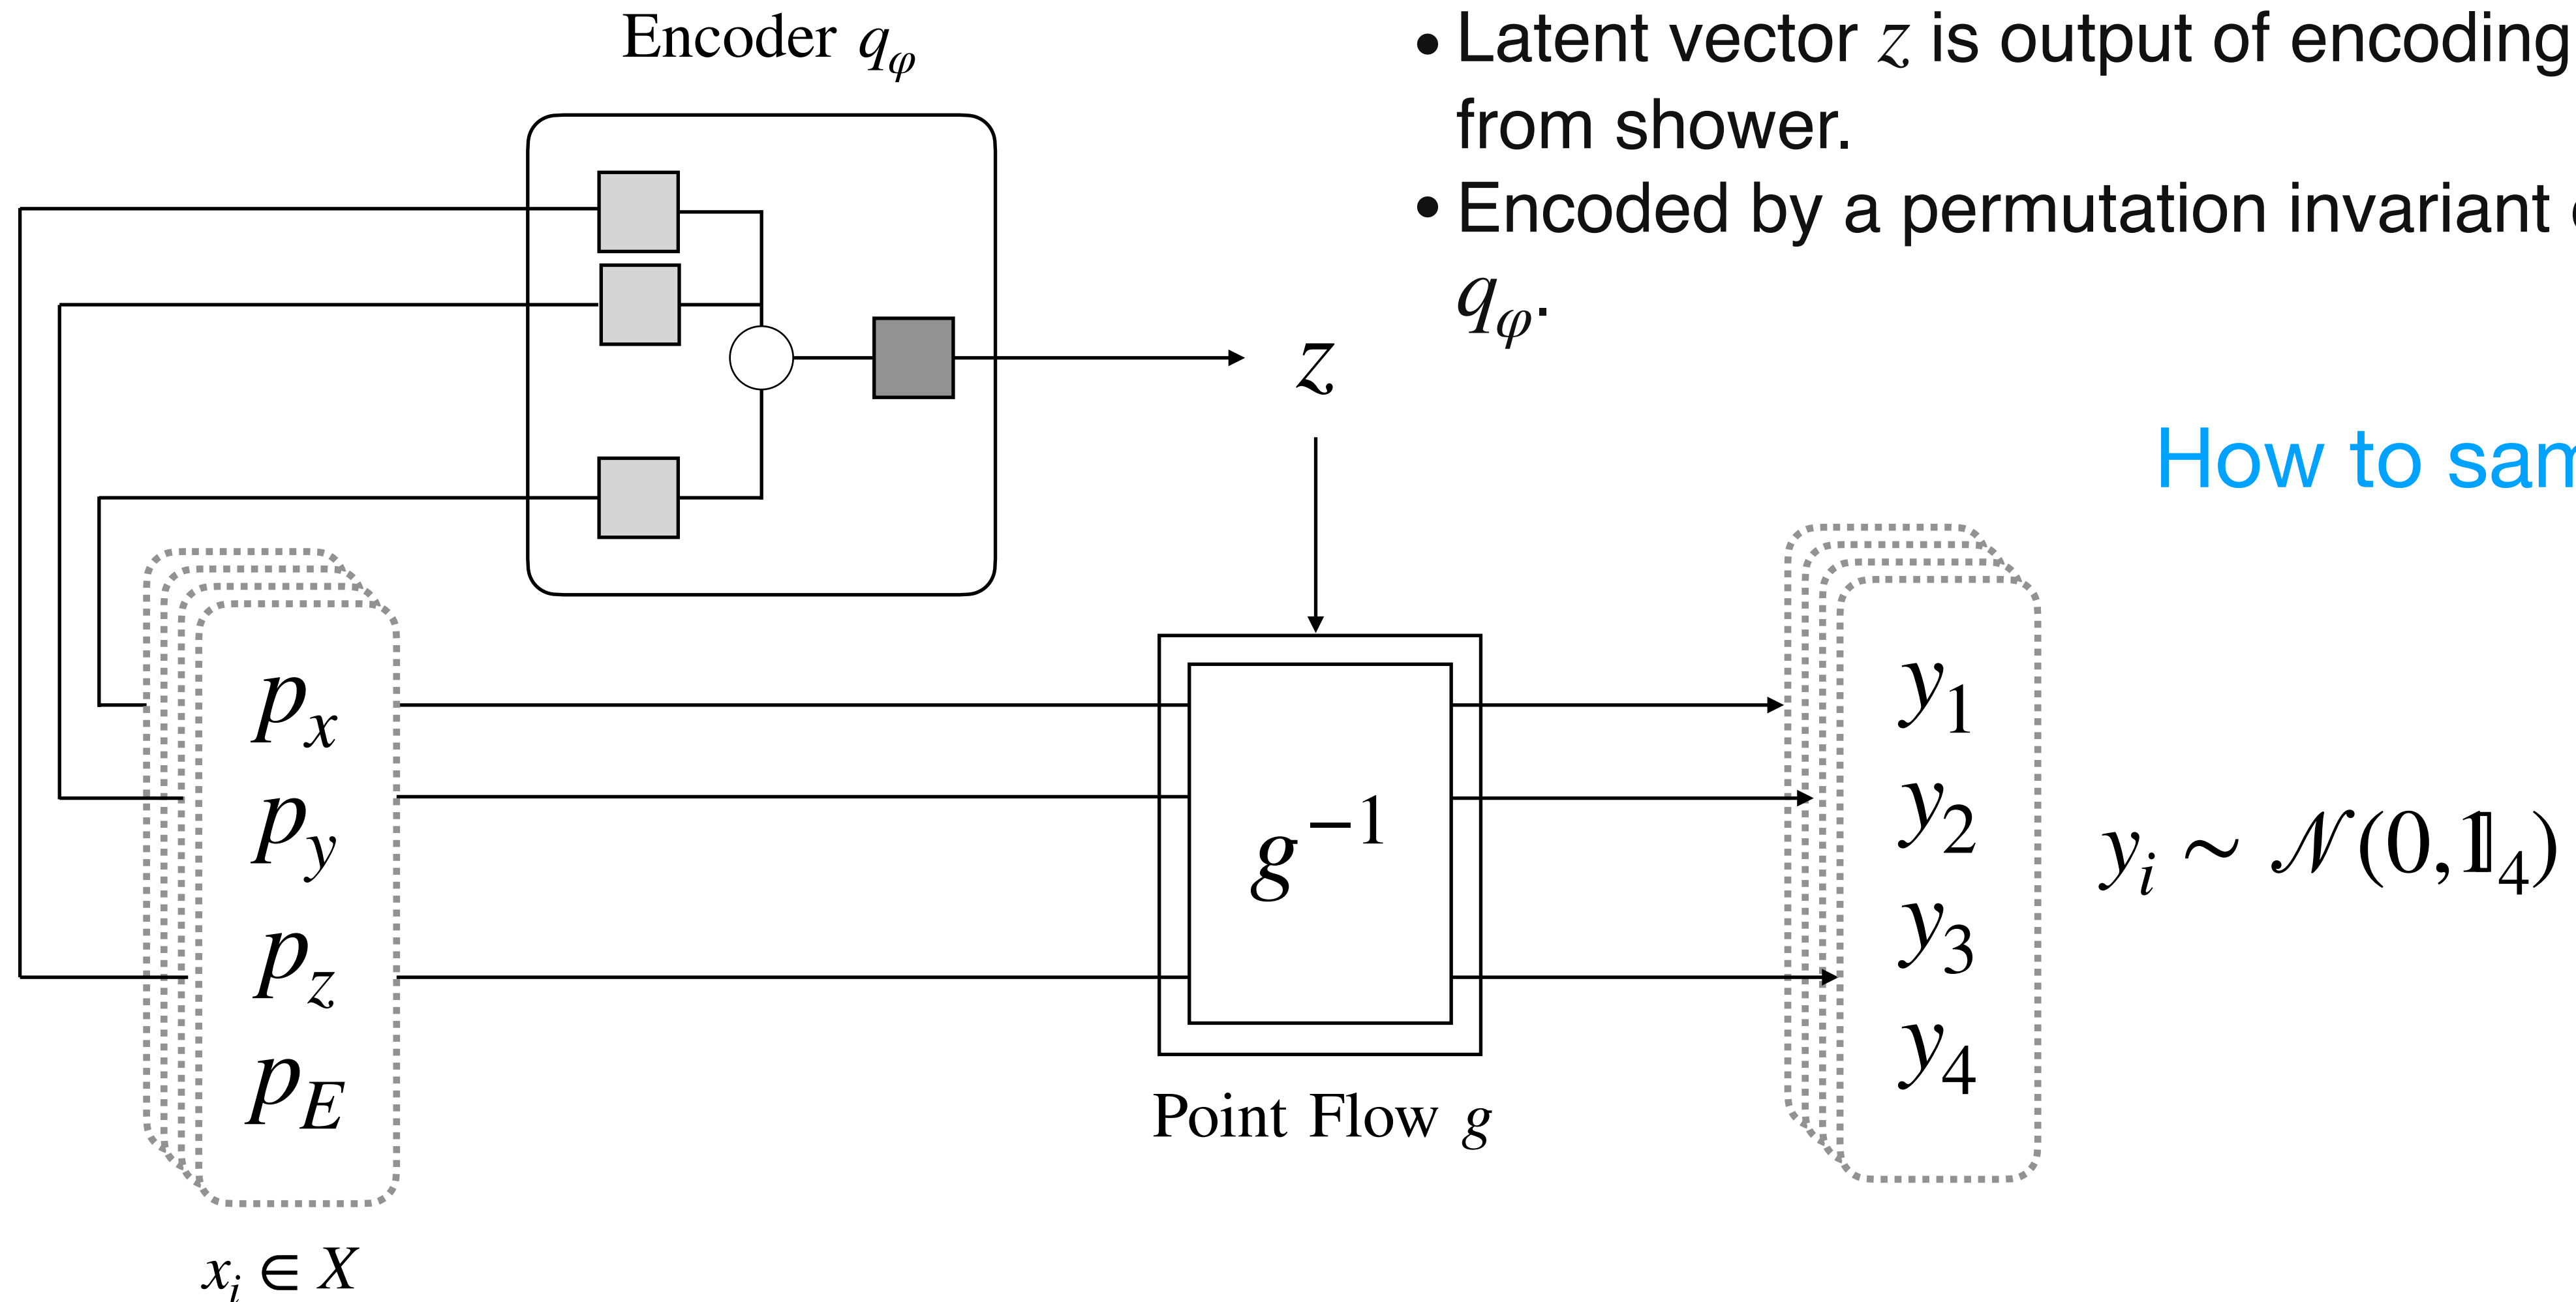 Encoder qφ
• Latent vector z is output of encoding
from shower.
• Encoded by a permutation invariant
qφ.
z
How to
px
py
pz
pE
xi ∈ X
g−1
Point Flow g
y1
y2
y3
y4
yi ∼ 𝒩(0,𝟙4)